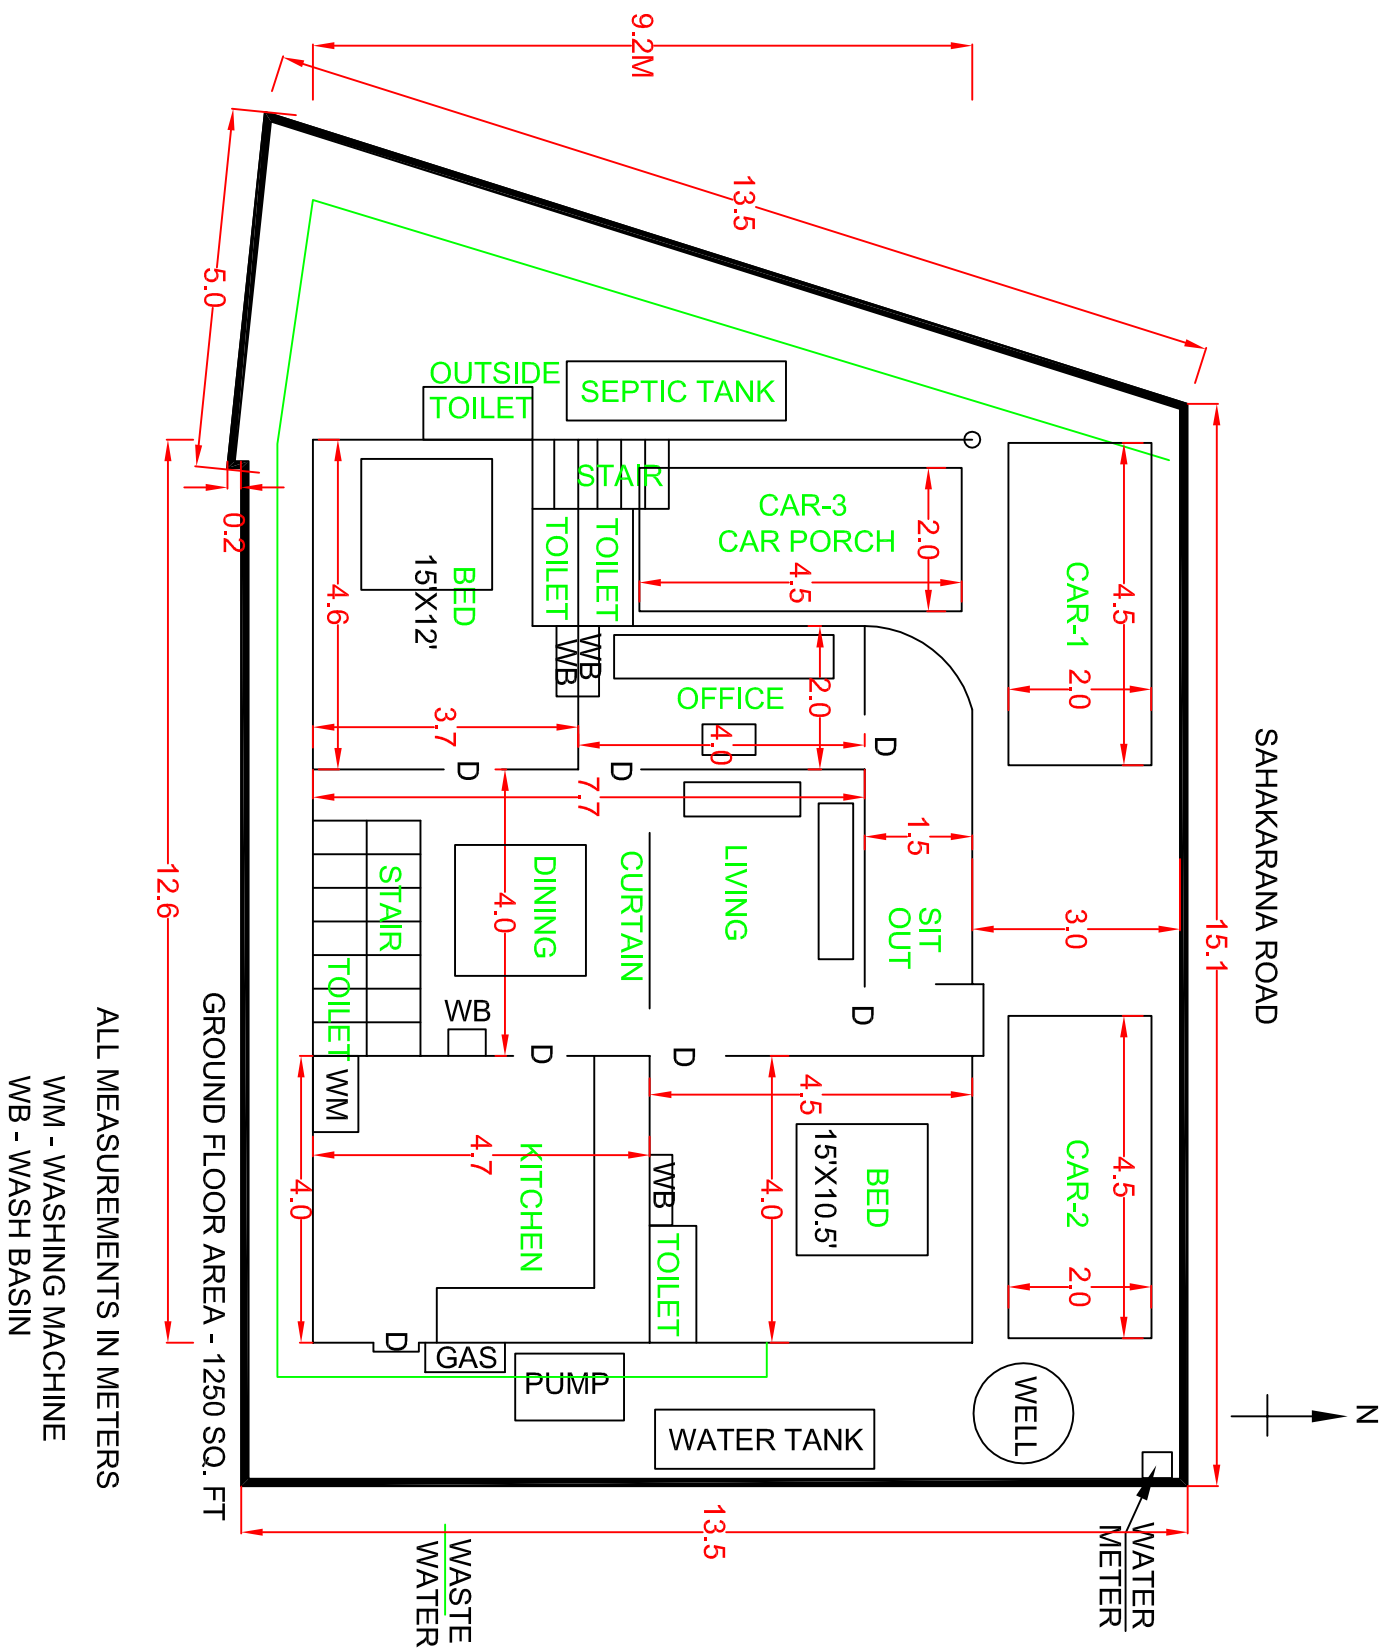 SAHAKARANA ROAD
N
15.1
CAR-1
4.5
2.0
3.0
CAR-2
4.5
2.0
WELL
WATER
METER
13.5
9.2M
13.5
5.0
0.2
12.6
SEPTIC TANK
OUTSIDE
TOILET
STAIR
CAR-3
CAR PORCH
2.0
4.5
TOILET
TOILET
BED
15'X12'
4.6
3.7
WB
WB
OFFICE
2.0
4.0
D
D
D
7.7
1.5
SIT
OUT
LIVING
CURTAIN
DINING
4.0
STAIR
TOILET
WB
D
D
D
4.5
BED
15'X10.5'
4.0
WB
TOILET
KITCHEN
4.7
WM
4.0
D
GAS
PUMP
WATER TANK
WASTE
WATER
GROUND FLOOR AREA - 1250 SQ. FT
ALL MEASUREMENTS IN METERS
WM - WASHING MACHINE
WB - WASH BASIN
13.5